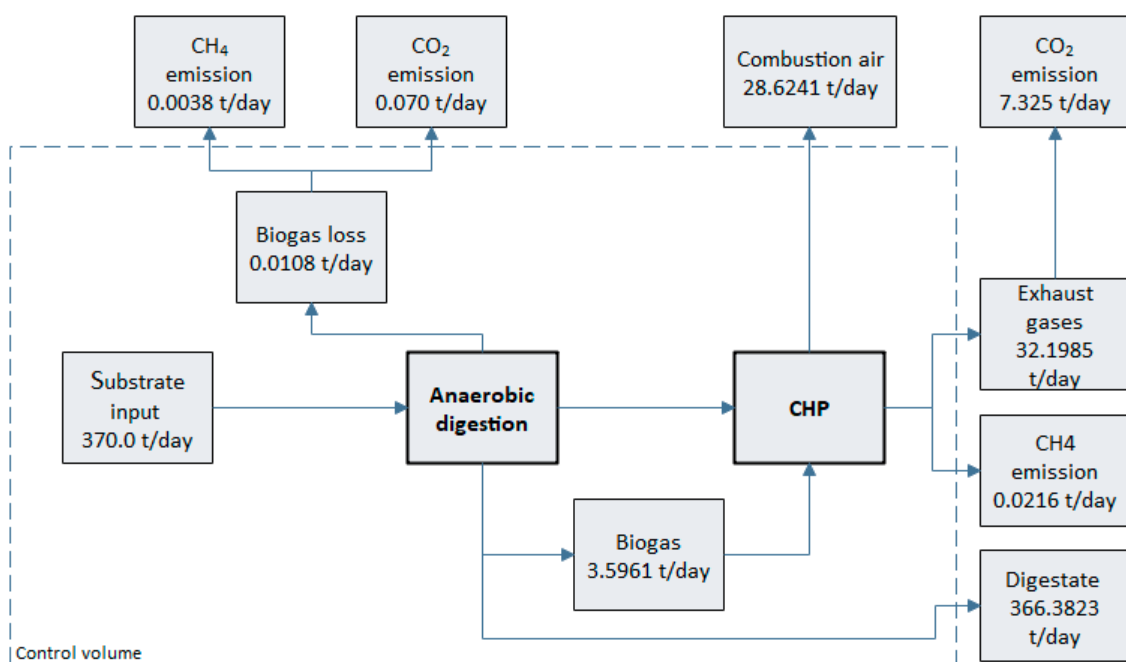 CH₄
emission
0.0038 t/day
CO₂
emission
0.070 t/day
Combustion air
28.6241 t/day
CO₂
emission
7.325 t/day
Biogas loss
0.0108 t/day
Exhaust
gases
32.1985
t/day
Substrate
input
370.0 t/day
Anaerobic
digestion
CHP
CH4
emission
0.0216 t/day
Biogas
3.5961 t/day
Digestate
366.3823
t/day
Control volume